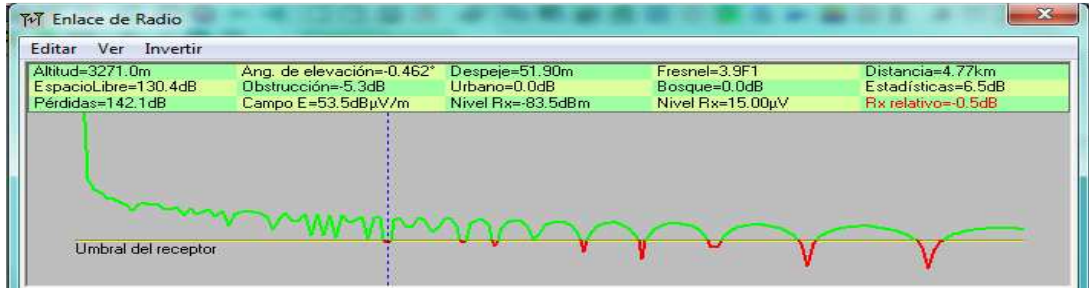 Enlace de Radio
Editar Ver Invertir
Altitud=3271.0m Ang. de elevación=-0.462° Despeje=51.90m Fresnel=3.9F1 Distancia=4.77km
EspacioLibre=130.4dB Obstrucción=-5.3dB Urbano=0.0dB Bosque=0.0dB Estadísticas=6.5dB
Pérdidas=142.1dB Campo E=53.5dBµV/m Nivel Rx=-83.5dBm Nivel Rx=15.00µV Rx relativo=-0.5dB
Umbral del receptor